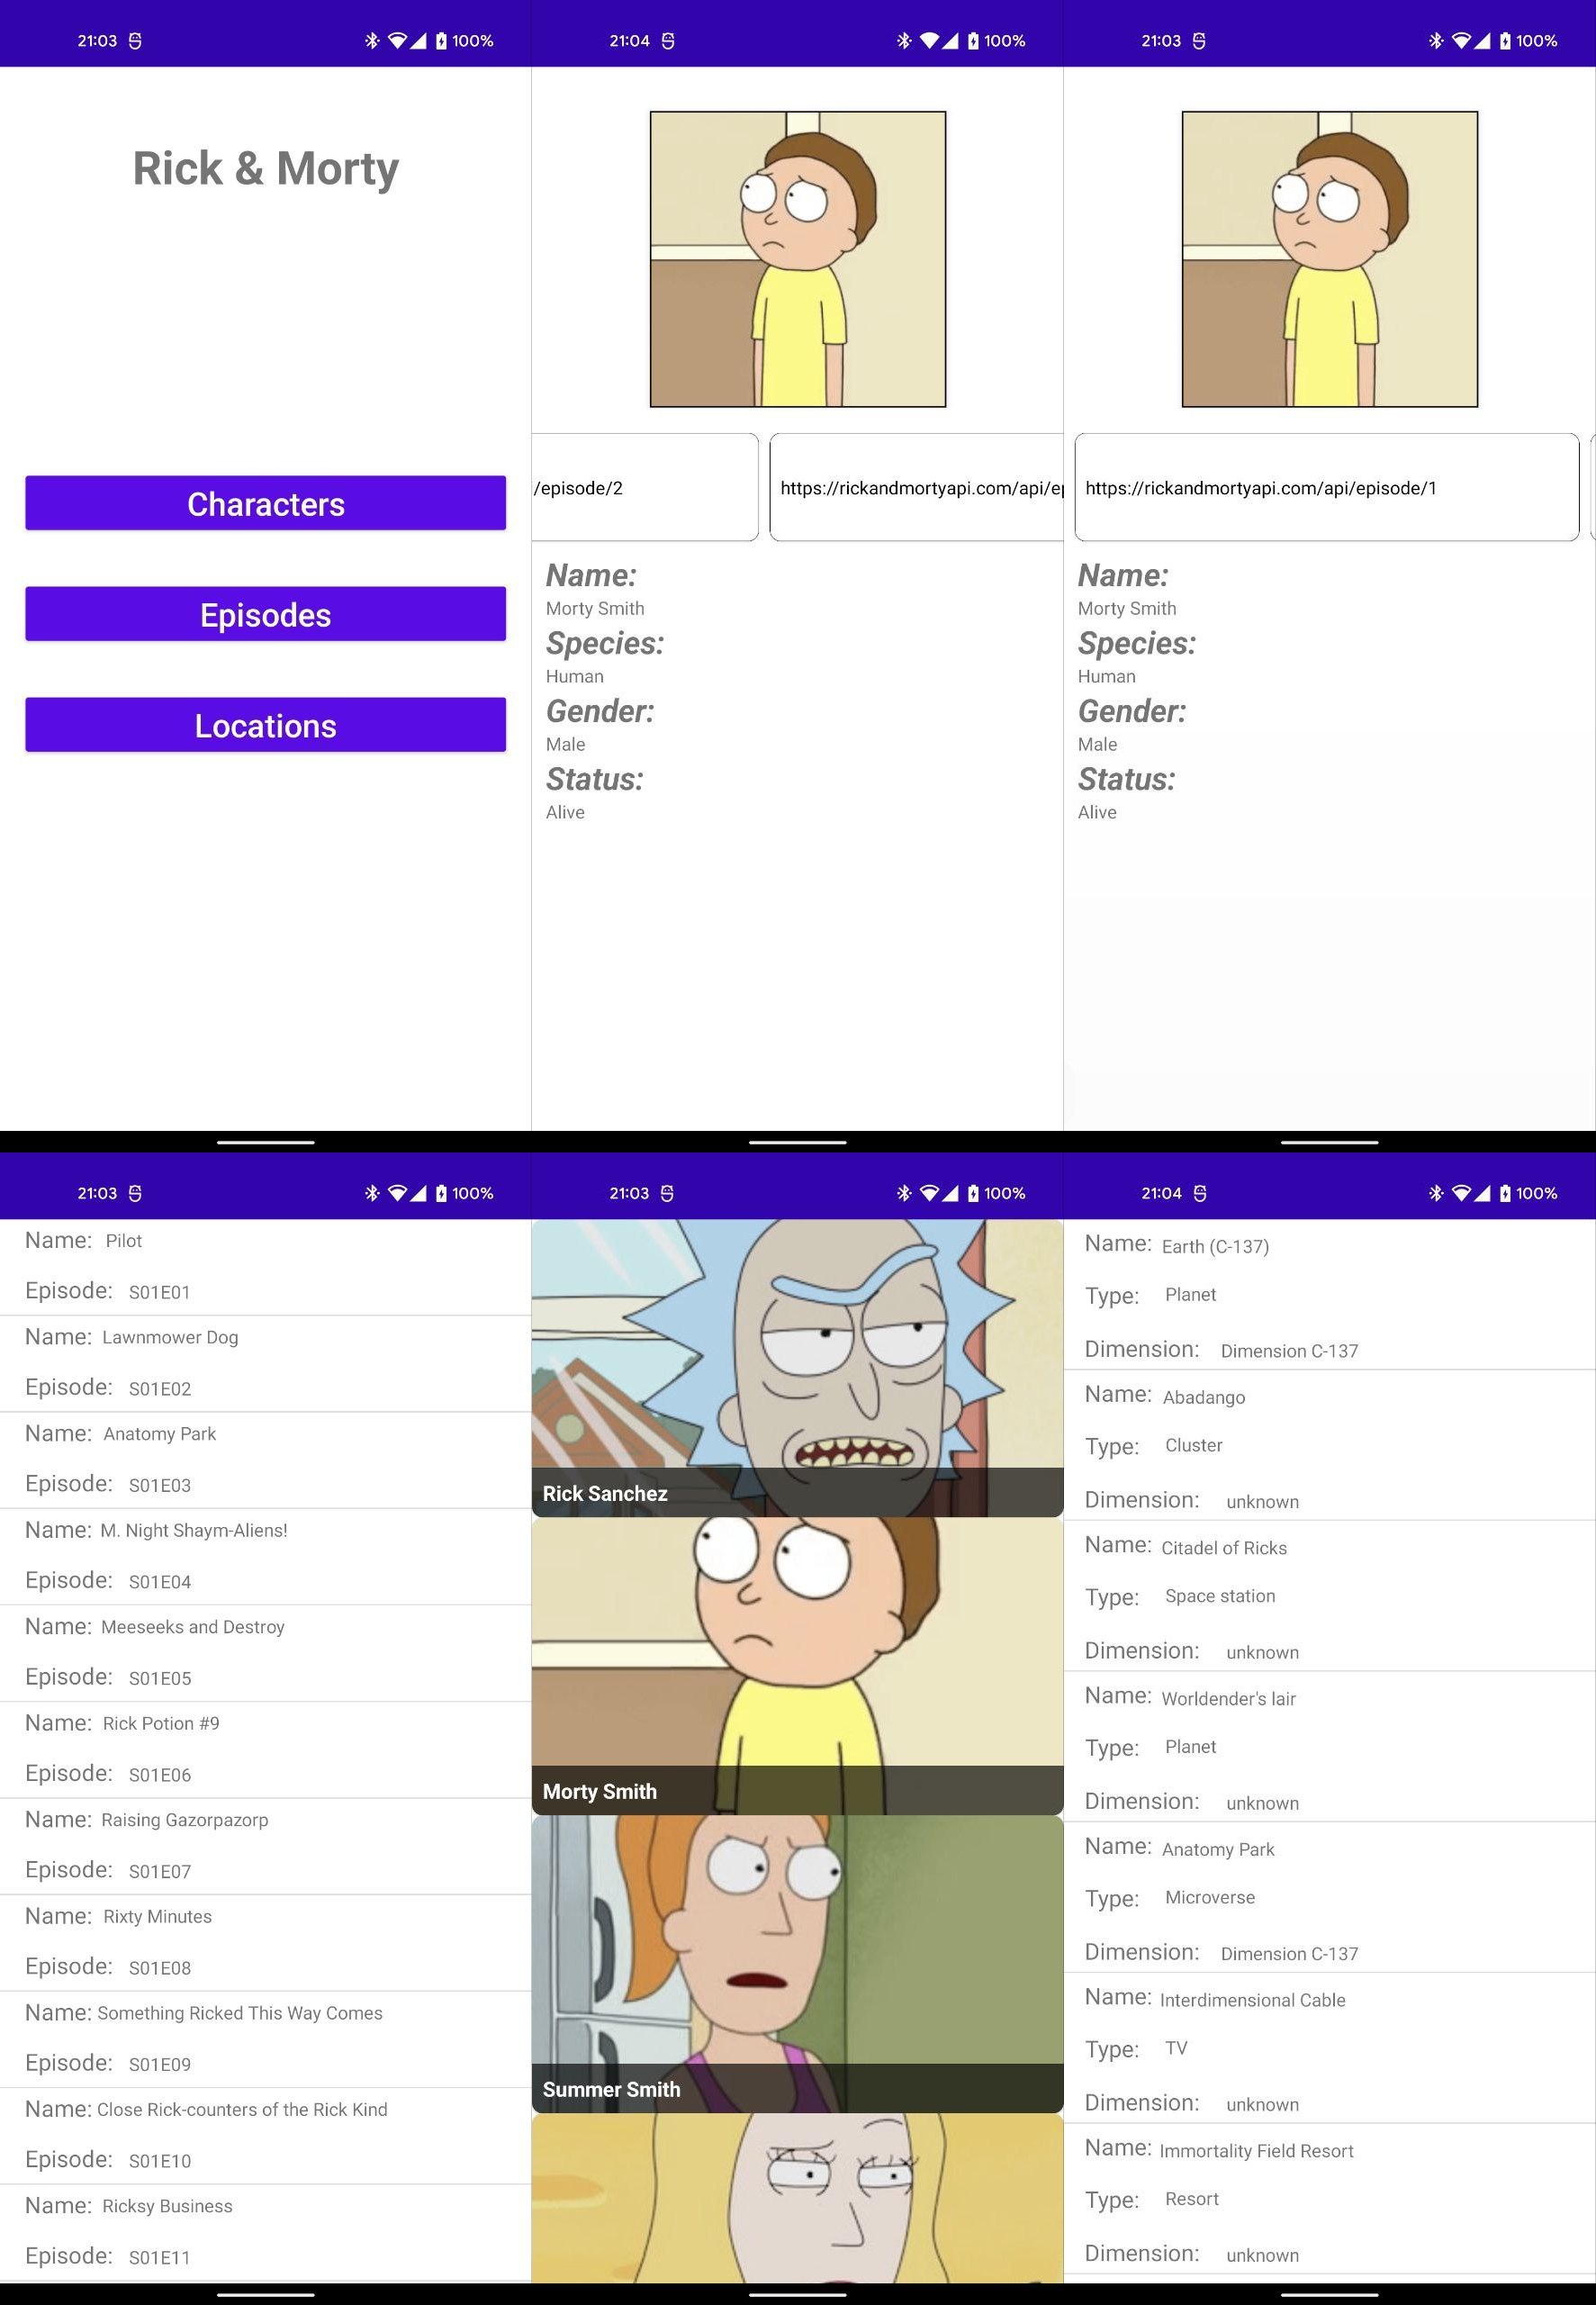 21:03
100%
Rick & Morty
Characters
Episodes
Locations
21:04
100%
/episode/2
https://rickandmortyapi.com/api/ep
Name:
Morty Smith
Species:
Human
Gender:
Male
Status:
Alive
21:03
100%
https://rickandmortyapi.com/api/episode/1
Name:
Morty Smith
Species:
Human
Gender:
Male
Status:
Alive
21:03
100%
Name: Pilot
Episode: S01E01
Name: Lawnmower Dog
Episode: S01E02
Name: Anatomy Park
Episode: S01E03
Name: M. Night Shaym-Aliens!
Episode: S01E04
Name: Meeseeks and Destroy
Episode: S01E05
Name: Rick Potion #9
Episode: S01E06
Name: Raising Gazorpazorp
Episode: S01E07
Name: Rixty Minutes
Episode: S01E08
Name: Something Ricked This Way Comes
Episode: S01E09
Name: Close Rick-counters of the Rick Kind
Episode: S01E10
Name: Ricksy Business
Episode: S01E11
21:03
100%
Rick Sanchez
Morty Smith
Summer Smith
21:04
100%
Name: Earth (C-137)
Type: Planet
Dimension: Dimension C-137
Name: Abadango
Type: Cluster
Dimension: unknown
Name: Citadel of Ricks
Type: Space station
Dimension: unknown
Name: Worldender's lair
Type: Planet
Dimension: unknown
Name: Anatomy Park
Type: Microverse
Dimension: Dimension C-137
Name: Interdimensional Cable
Type: TV
Dimension: unknown
Name: Immortality Field Resort
Type: Resort
Dimension: unknown